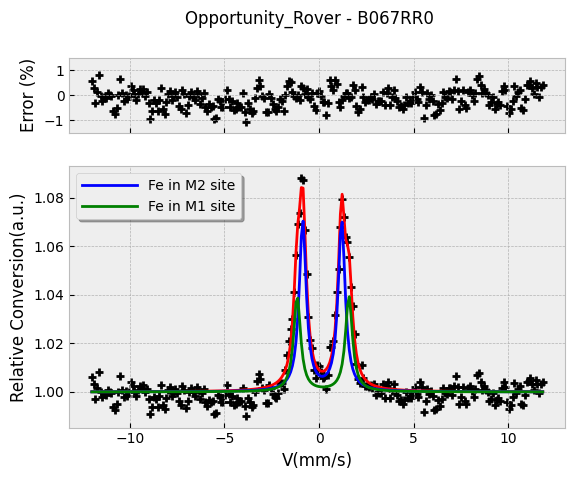 Opportunity_Rover - B067RR0
Error (%)
1
0
−1
Relative Conversion(a.u.)
1.08
1.06
1.04
1.02
1.00
Fe in M2 site
Fe in M1 site
−10
−5
0
5
10
V(mm/s)